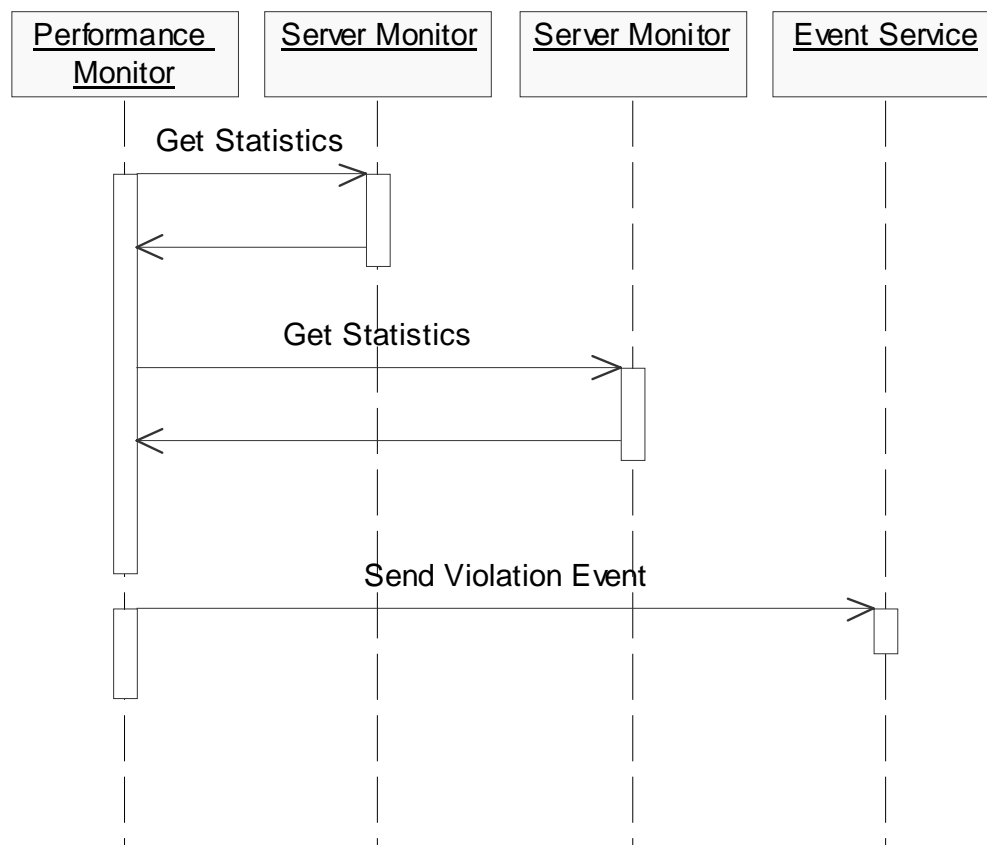 Performance
Monitor
Server Monitor
Server Monitor
Event Service
Get Statistics
Get Statistics
Send Violation Event